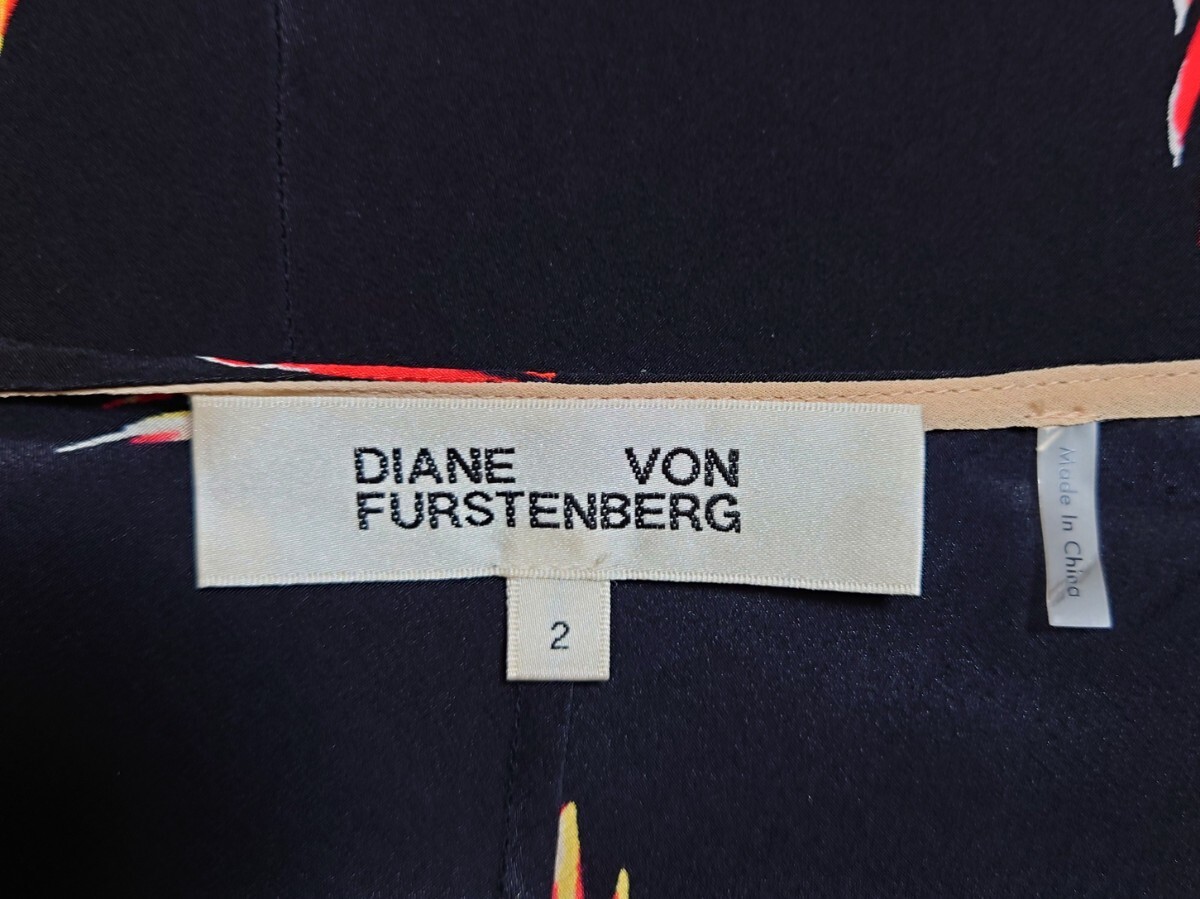 DIANE VON
FURSTENBERG
2
Made In China